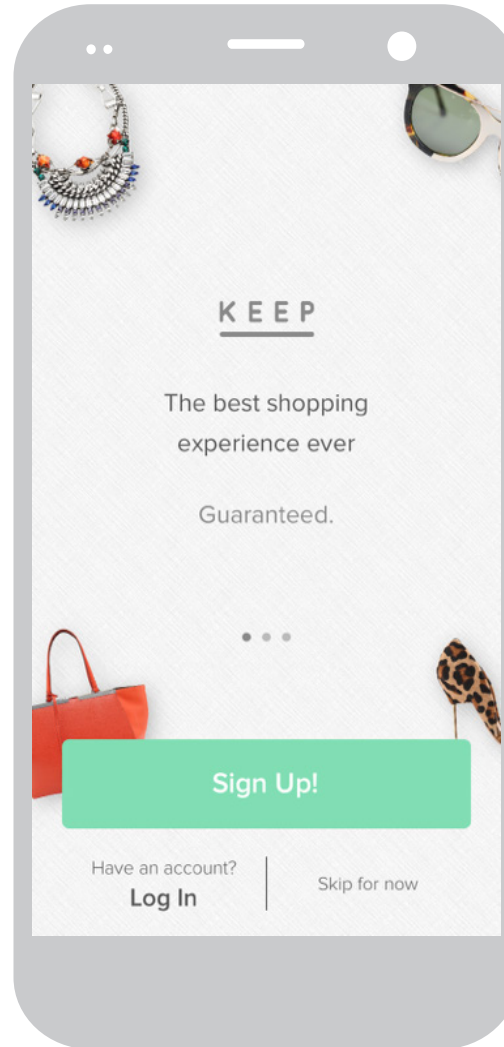 KEEP
The best shopping
experience ever
Guaranteed.
Sign Up!
Have an account?
Log In
Skip for now